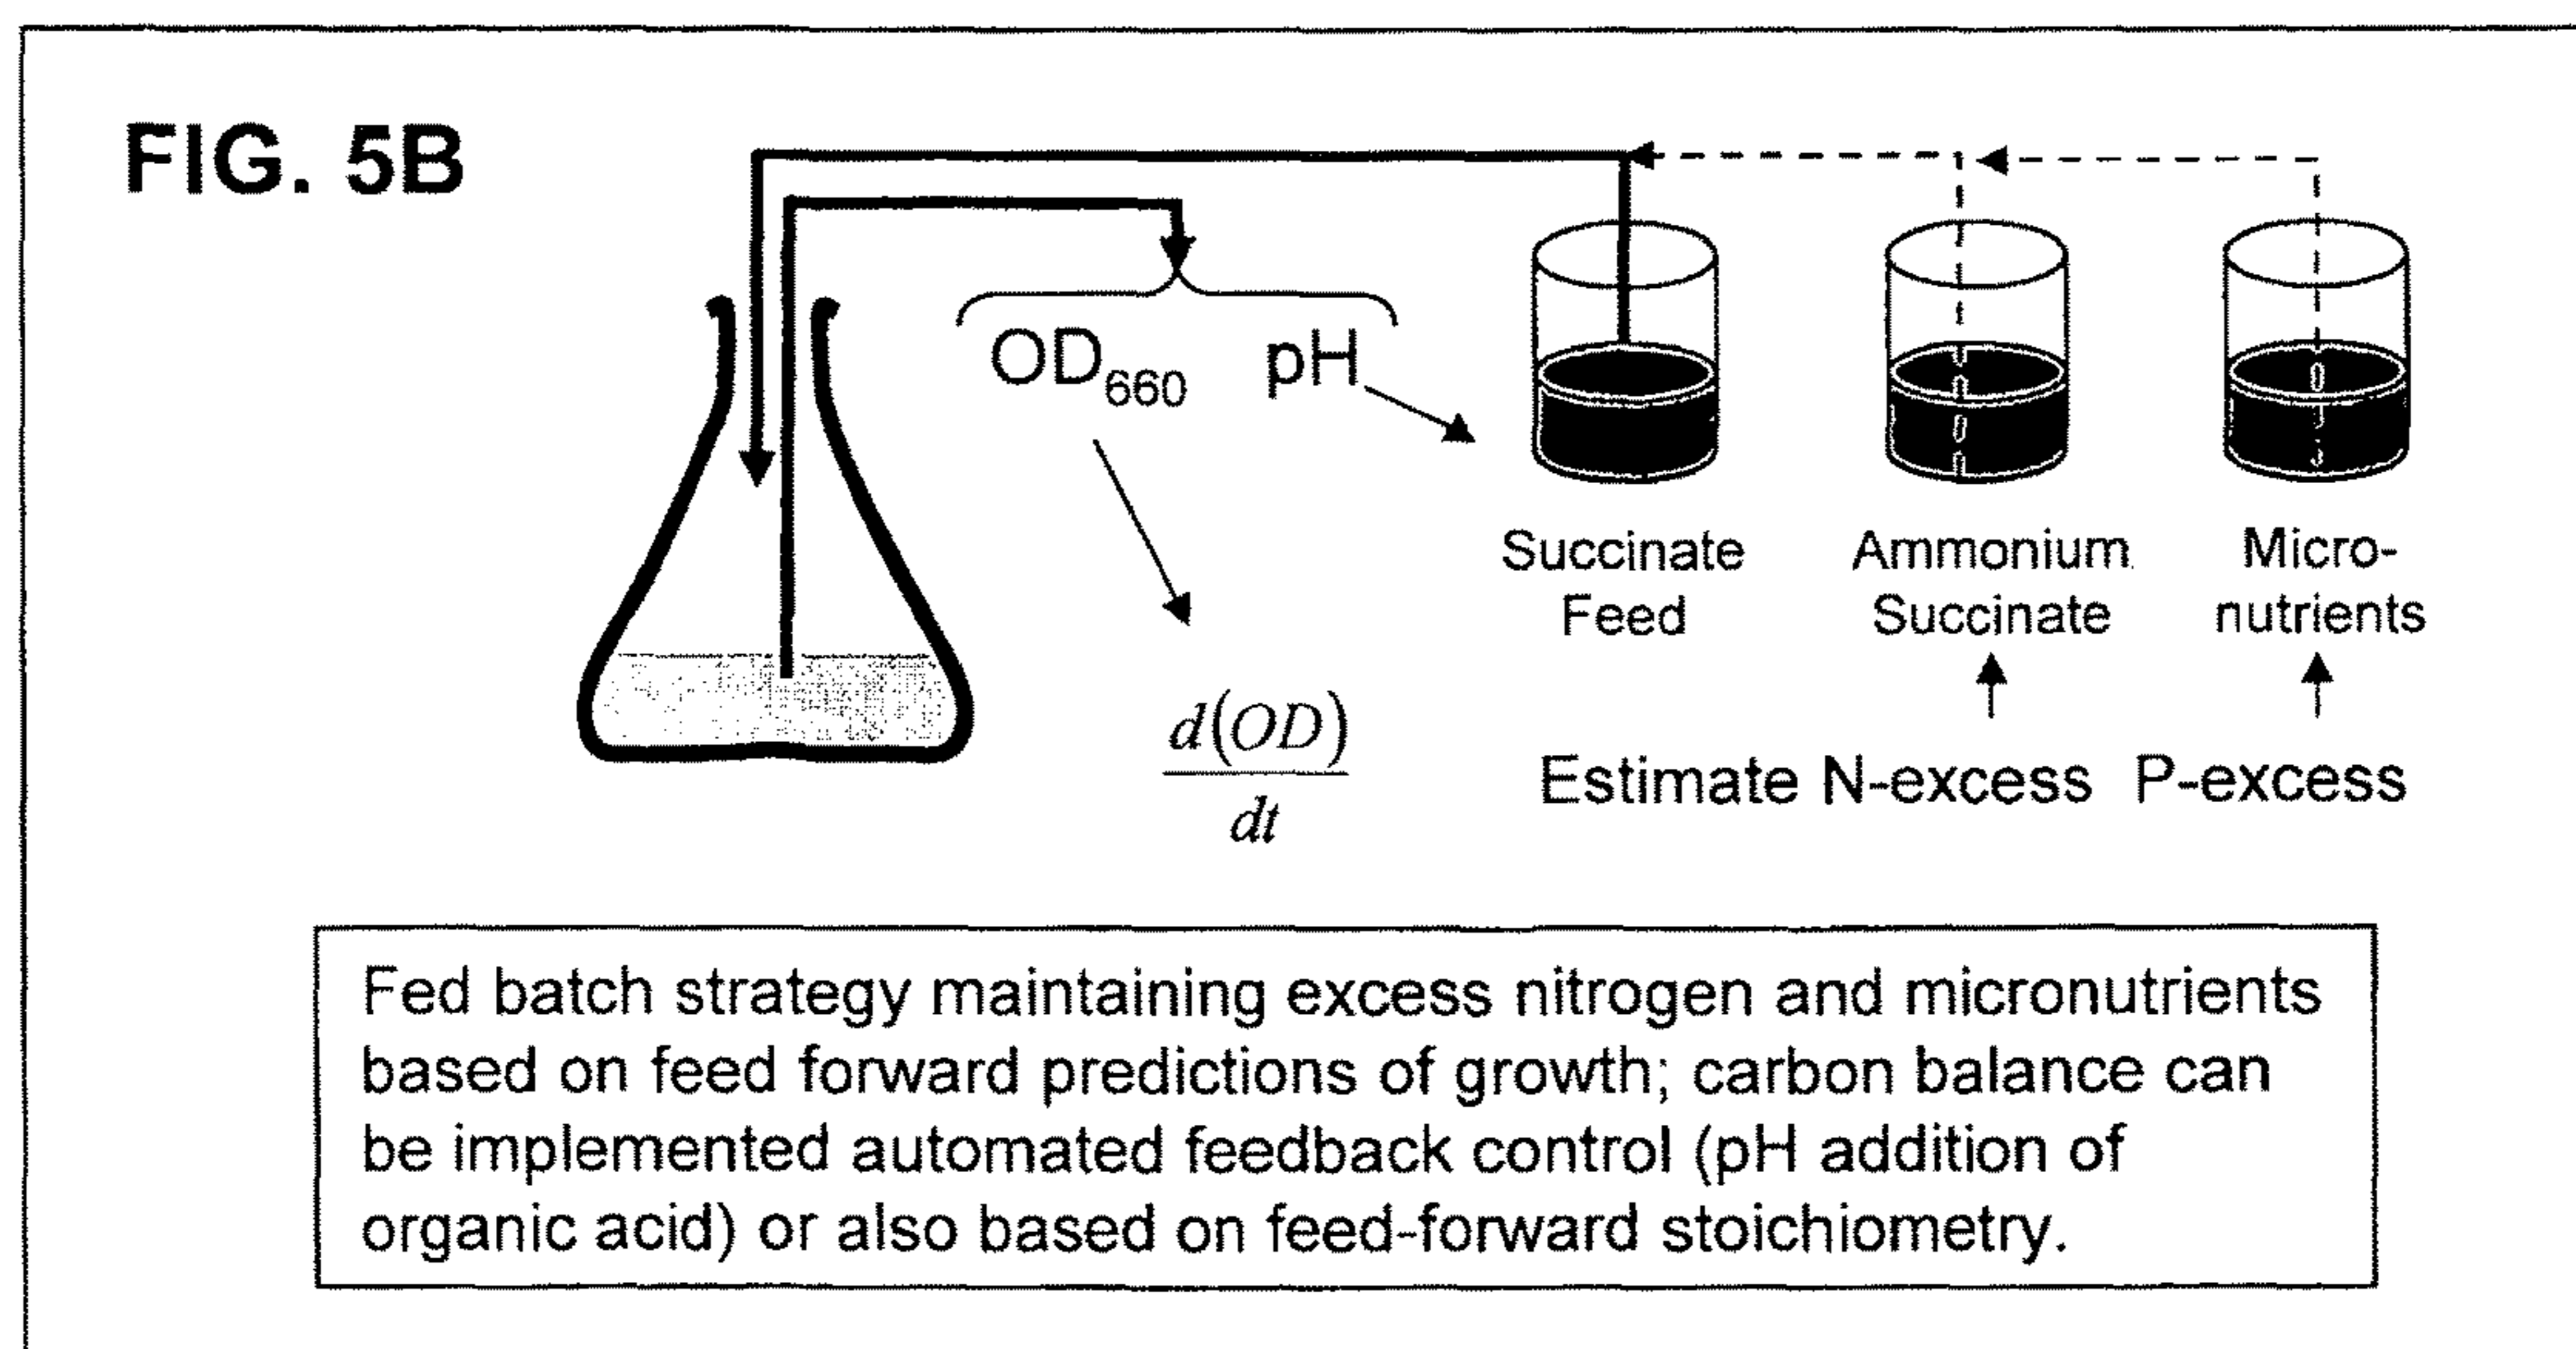 FIG. 5B
OD660 pH
Succinate
Feed
Ammonium
Succinate
Micro-
nutrients
d(OD)
dt
Estimate N-excess P-excess
Fed batch strategy maintaining excess nitrogen and micronutrients
based on feed forward predictions of growth; carbon balance can
be implemented automated feedback control (pH addition of
organic acid) or also based on feed-forward stoichiometry.